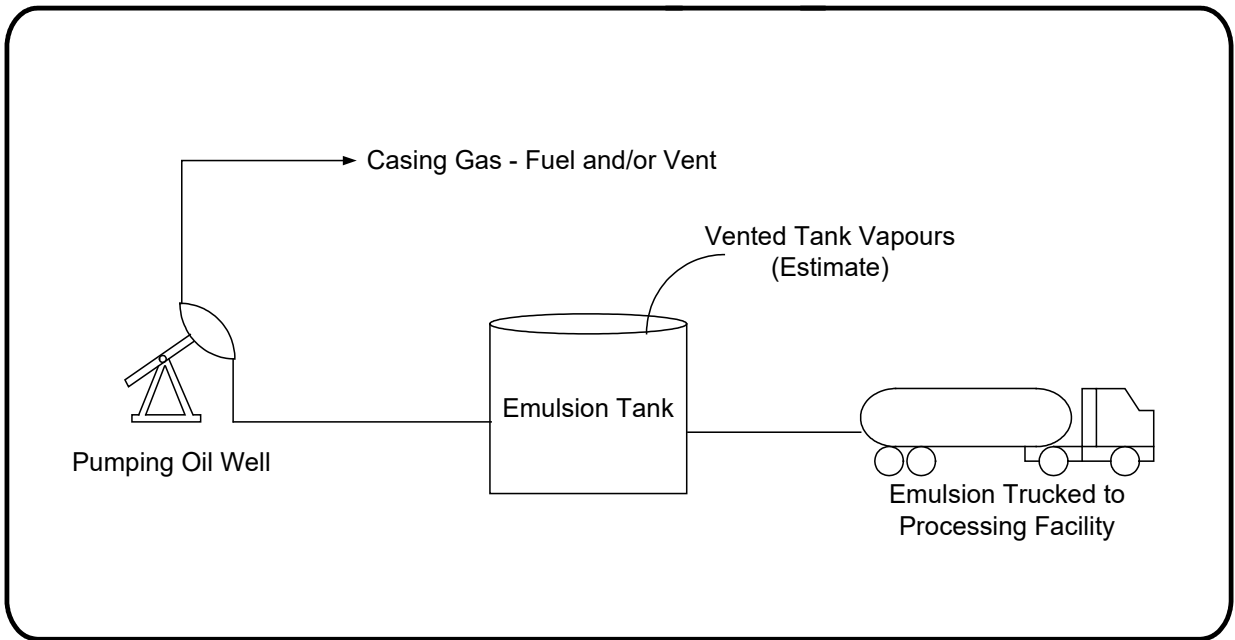 Casing Gas - Fuel and/or Vent
Vented Tank Vapours
(Estimate)
Emulsion Tank
Pumping Oil Well
Emulsion Trucked to
Processing Facility